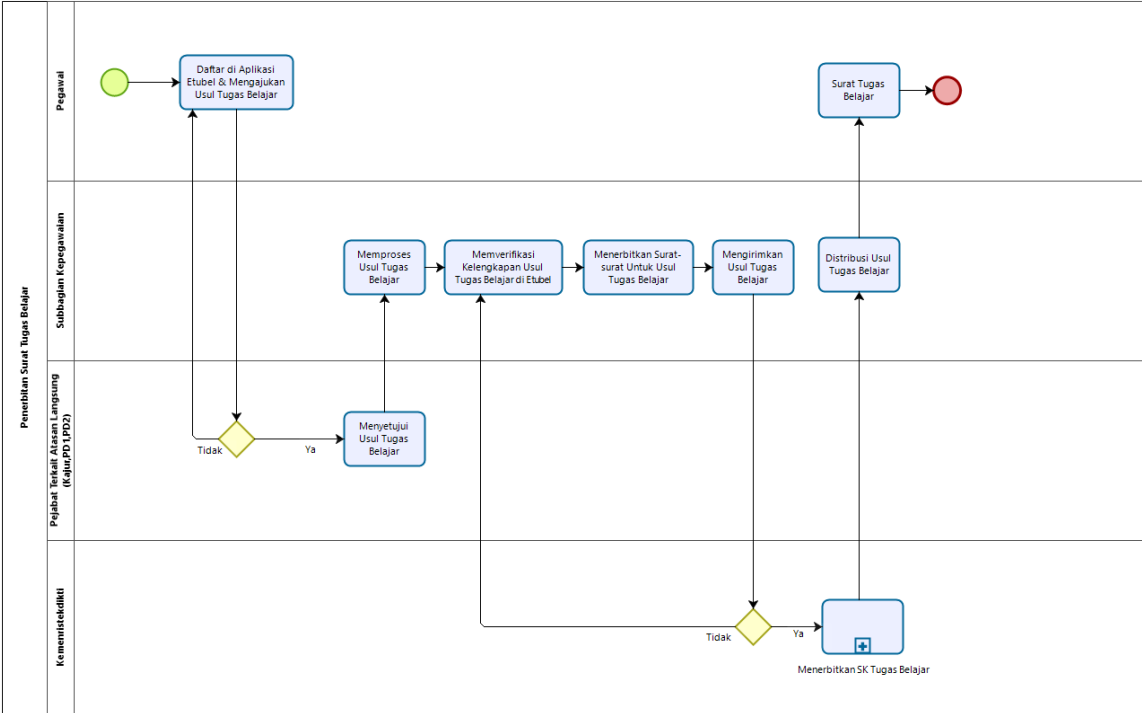 Penerbitan Surat Tugas Belajar
Pegawai
Daftar di Aplikasi
Etubel & Mengajukan
Usul Tugas Belajar
Surat Tugas
Belajar
Subbagian Kepegawaian
Memproses
Usul Tugas
Belajar
Memverifikasi
Kelengkapan Usul
Tugas Belajar di Etubel
Menerbitkan Surat-
surat Untuk Usul
Tugas Belajar
Mengirimkan
Usul Tugas
Belajar
Distribusi Usul
Tugas Belajar
Pejabat Terkait Atasan Langsung
(Kajur,PD1,PD2)
Tidak
Ya
Menyetujui
Usul Tugas
Belajar
Kemenristekdikti
Tidak
Ya
Menerbitkan SK Tugas Belajar